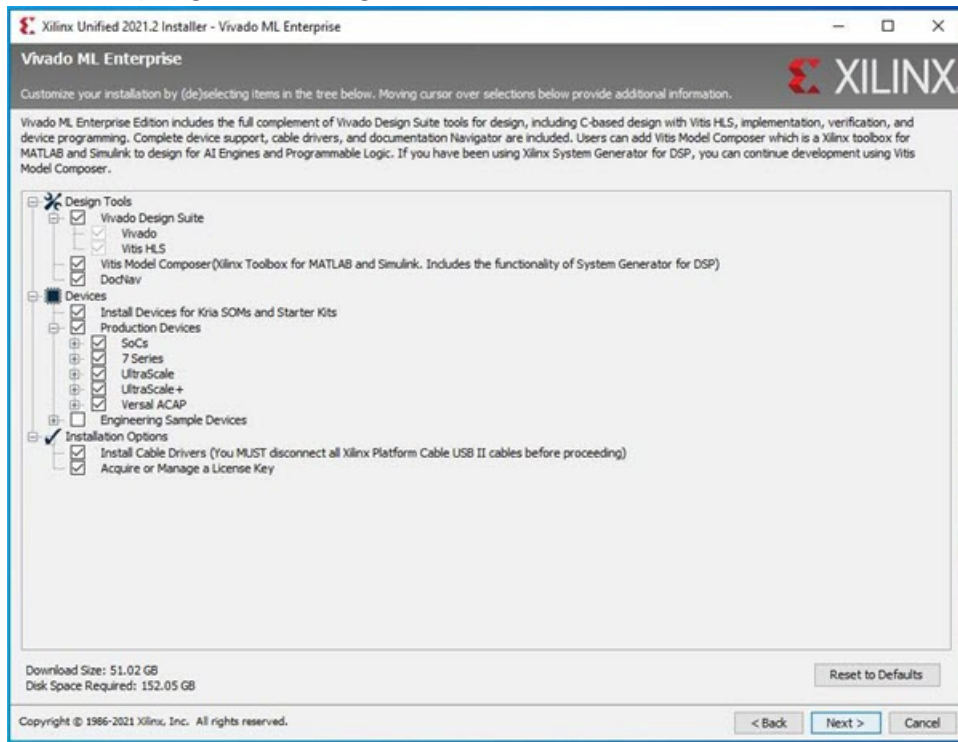 Xilinx Unified 2021.2 Installer - Vivado ML Enterprise
Vivado ML Enterprise
XILINX
Customize your installation by (de)selecting items in the tree below. Moving cursor over selections below provide additional information.
Vivado ML Enterprise Edition includes the full complement of Vivado Design Suite tools for design, including C-based design with Vitis HLS, implementation, verification, and
device programming. Complete device support, cable drivers, and documentation Navigator are included. Users can add Vitis Model Composer which is a Xilinx toolbox for
MATLAB and Simulink to design for AI Engines and Programmable Logic. If you have been using Xilinx System Generator for DSP, you can continue development using Vitis
Model Composer.
Design Tools
Vivado Design Suite
Vivado
Vitis HLS
Vitis Model Composer(Xilinx Toolbox for MATLAB and Simulink. Includes the functionality of System Generator for DSP)
DocNav
Devices
Install Devices for Kria SOMs and Starter Kits
Production Devices
SoCs
7 Series
UltraScale
UltraScale+
Versal ACAP
Engineering Sample Devices
Installation Options
Install Cable Drivers (You MUST disconnect all Xilinx Platform Cable USB II cables before proceeding)
Acquire or Manage a License Key
Download Size: 51.02 GB
Disk Space Required: 152.05 GB
Reset to Defaults
Copyright © 1986-2021 Xilinx, Inc. All rights reserved.
< Back
Next >
Cancel